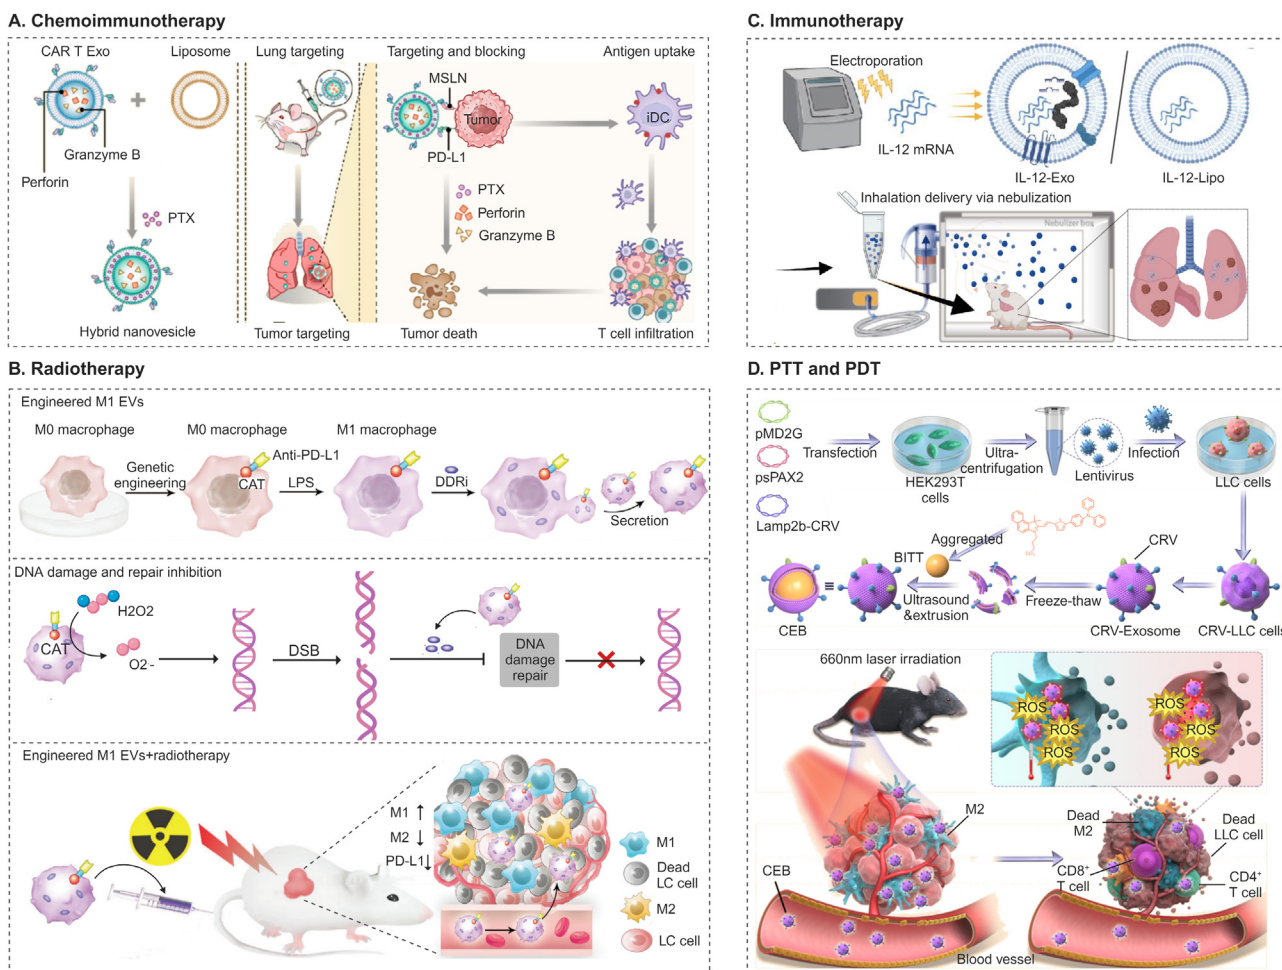 A. Chemoimmunotherapy
CAR T Exo
Liposome
Lung targeting
Targeting and blocking
Antigen uptake
MSLN
Tumor
iDC
PD-L1
Granzyme B
Perforin
PTX
PTX
Perforin
Granzyme B
Hybrid nanovesicle
Tumor targeting
Tumor death
T cell infiltration
B. Radiotherapy
Engineered M1 EVs
M0 macrophage
M0 macrophage
M1 macrophage
Anti-PD-L1
Genetic
engineering
CAT
LPS
DDRi
Secretion
DNA damage and repair inhibition
H2O2
CAT
O2-
DSB
DNA
damage
repair
Engineered M1 EVs+radiotherapy
M1
M2
PD-L1
M1
Dead
LC cell
M2
LC cell
C. Immunotherapy
Electroporation
IL-12 mRNA
IL-12-Exo
IL-12-Lipo
Inhalation delivery via nebulization
Nebulizer box
D. PTT and PDT
pMD2G
psPAX2
Lamp2b-CRV
Transfection
HEK293T
cells
Ultra-
centrifugation
Lentivirus
Infection
LLC cells
Aggregated
BITT
CRV
CEB
Ultrasound
&extrusion
Freeze-thaw
CRV-Exosome
CRV-LLC cells
660nm laser irradiation
ROS
ROS
ROS
ROS
ROS
ROS
M2
Dead
M2
Dead
LLC cell
CEB
CD8+
T cell
CD4+
T cell
Blood vessel